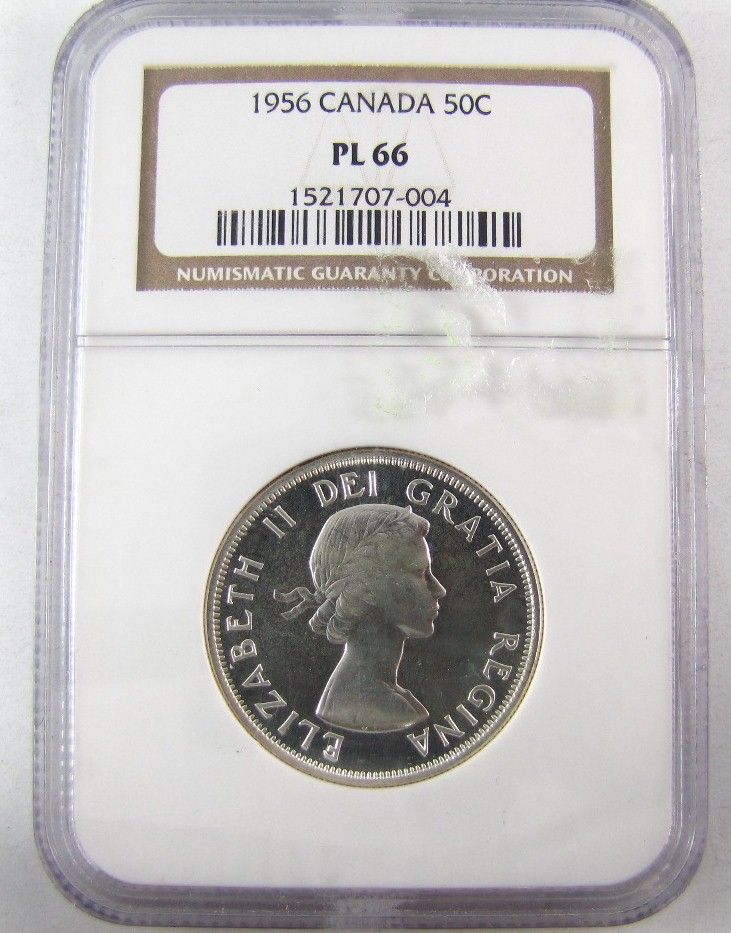 1956 CANADA 50C
PL 66
1521707-004
NUMISMATIC GUARANTY CORPORATION
ELIZABETH II DEI GRATIA REGINA